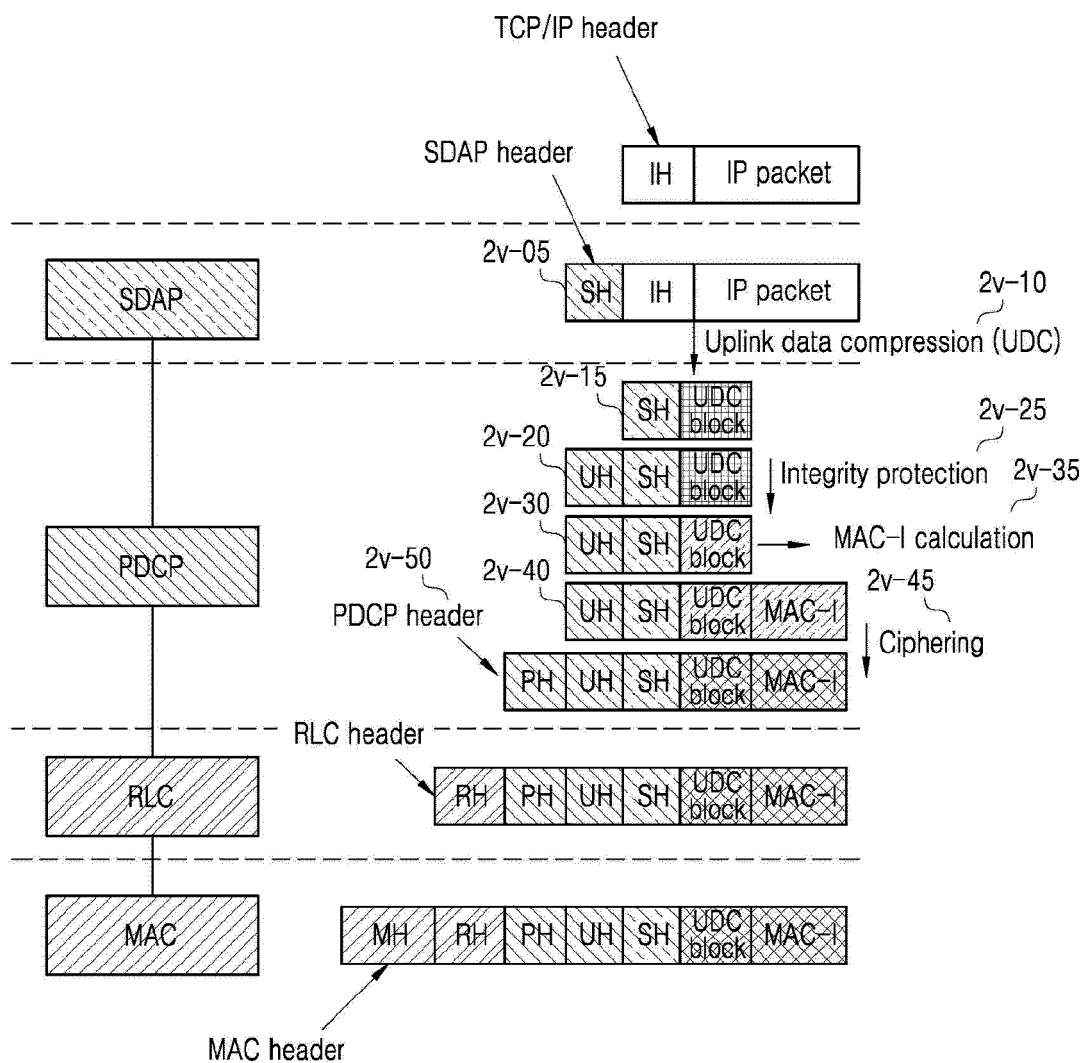 TCP/IP header
IH IP packet
SDAP header
2v-05
SDAP
SH IH IP packet
2v-10
Uplink data compression (UDC)
2v-15
SH UDC block
2v-20
UH SH UDC block
2v-25
Integrity protection
2v-30
UH SH UDC block
2v-35
MAC-I calculation
PDCP
2v-40
UH SH UDC block MAC-I
2v-45
Ciphering
2v-50
PDCP header
PH UH SH UDC block MAC-I
RLC header
RLC
RH PH UH SH UDC block MAC-I
MAC
MH RH PH UH SH UDC block MAC-I
MAC header